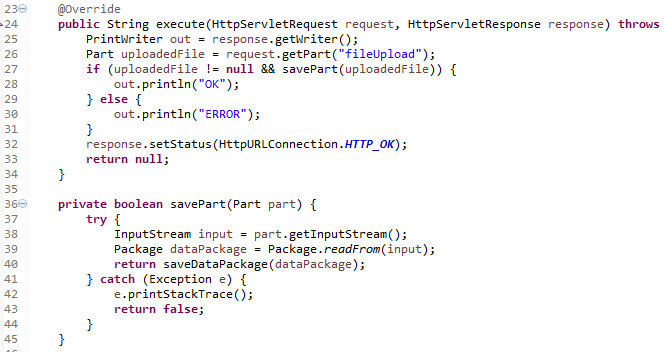 23 @Override
24 public String execute(HttpServletRequest request, HttpServletResponse response) throws
25 PrintWriter out = response.getWriter();
26 Part uploadedFile = request.getPart("fileUpload");
27 if (uploadedFile != null && savePart(uploadedFile)) {
28 out.println("OK");
29 } else {
30 out.println("ERROR");
31 }
32 response.setStatus(HttpURLConnection.HTTP_OK);
33 return null;
34 }
35
36 private boolean savePart(Part part) {
37 try {
38 InputStream input = part.getInputStream();
39 Package dataPackage = Package.readFrom(input);
40 return saveDataPackage(dataPackage);
41 } catch (Exception e) {
42 e.printStackTrace();
43 return false;
44 }
45 }